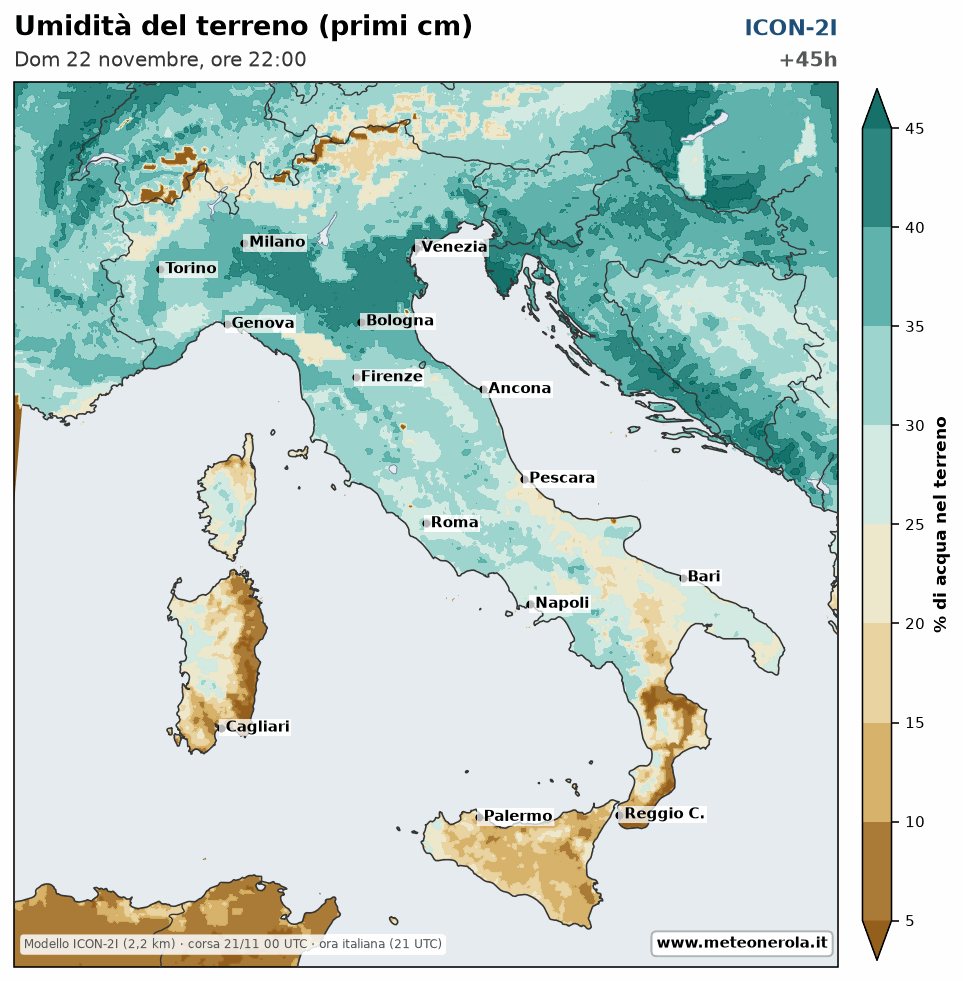 Umidità del terreno (primi cm)
ICON-2I
Dom 22 novembre, ore 22:00
+45h
45
40
35
30
25
20
15
10
5
% di acqua nel terreno
Milano
Venezia
Torino
Genova
Bologna
Firenze
Ancona
Pescara
Roma
Bari
Napoli
Cagliari
Palermo
Reggio C.
Modello ICON-2I (2,2 km) · corsa 21/11 00 UTC · ora italiana (21 UTC)
www.meteonerola.it